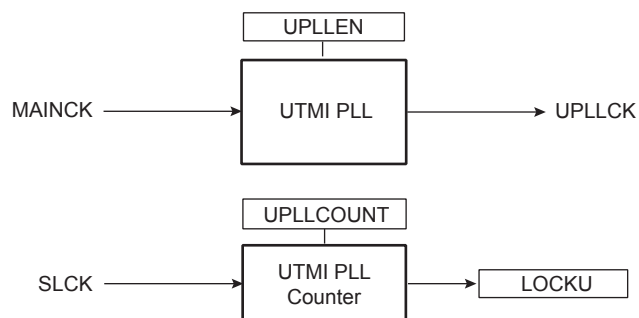 UPLLEN
MAINCK
UTMI PLL
UPLLCK
UPLLCOUNT
SLCK
UTMI PLL
Counter
LOCKU